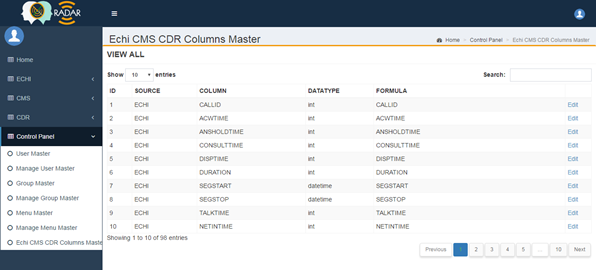 RADAR
Echi CMS CDR Columns Master
Home > Control Panel > Echi CMS CDR Columns Master
Home
ECHI
CMS
CDR
Control Panel
User Master
Manage User Master
Group Master
Manage Group Master
Menu Master
Manage Menu Master
Echi CMS CDR Columns Maste
VIEW ALL
Show 10 entries Search:
ID SOURCE COLUMN DATATYPE FORMULA
1 ECHI CALLID int CALLID Edit
2 ECHI ACWTIME int ACWTIME Edit
3 ECHI ANSHOLDTIME int ANSHOLDTIME Edit
4 ECHI CONSULTTIME int CONSULTTIME Edit
5 ECHI DISPTIME int DISPTIME Edit
6 ECHI DURATION int DURATION Edit
7 ECHI SEGSTART datetime SEGSTART Edit
8 ECHI SEGSTOP datetime SEGSTOP Edit
9 ECHI TALKTIME int TALKTIME Edit
10 ECHI NETINTIME int NETINTIME Edit
Showing 1 to 10 of 98 entries
Previous 1 2 3 4 5 ... 10 Next